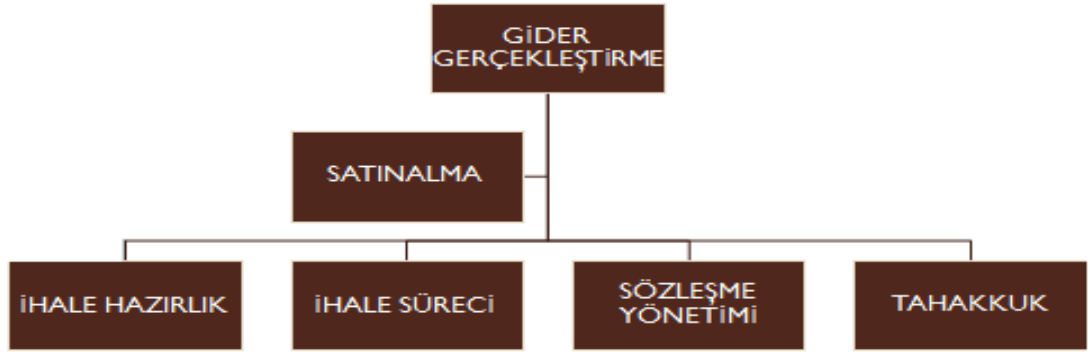 GİDER
GERÇEKLEŞTİRME
SATINALMA
İHALE HAZIRLIK
İHALE SÜRECİ
SÖZLEŞME
YÖNETİMİ
TAHAKKUK